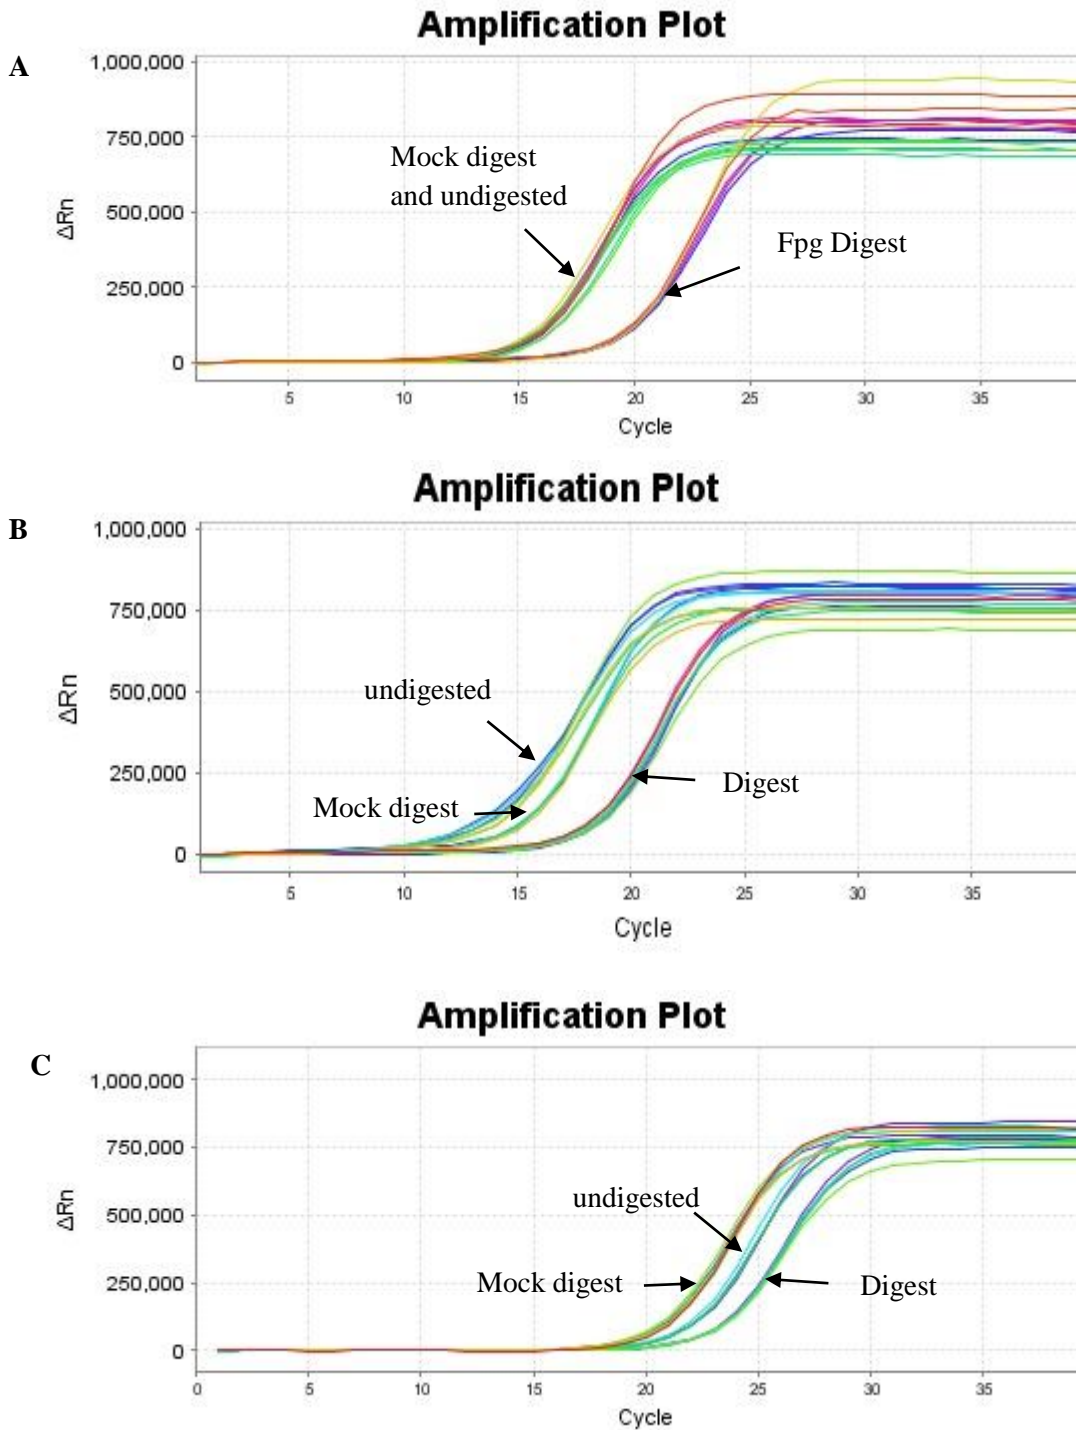 Amplification Plot
A
1,000,000
750,000
500,000
250,000
0
ΔRn
Mock digest
and undigested
Fpg Digest
5 10 15 20 25 30 35
Cycle
Amplification Plot
B
1,000,000
750,000
500,000
250,000
0
ΔRn
undigested
Mock digest
Digest
5 10 15 20 25 30 35
Cycle
Amplification Plot
C
1,000,000
750,000
500,000
250,000
0
ΔRn
undigested
Mock digest
Digest
0 5 10 15 20 25 30 35
Cycle